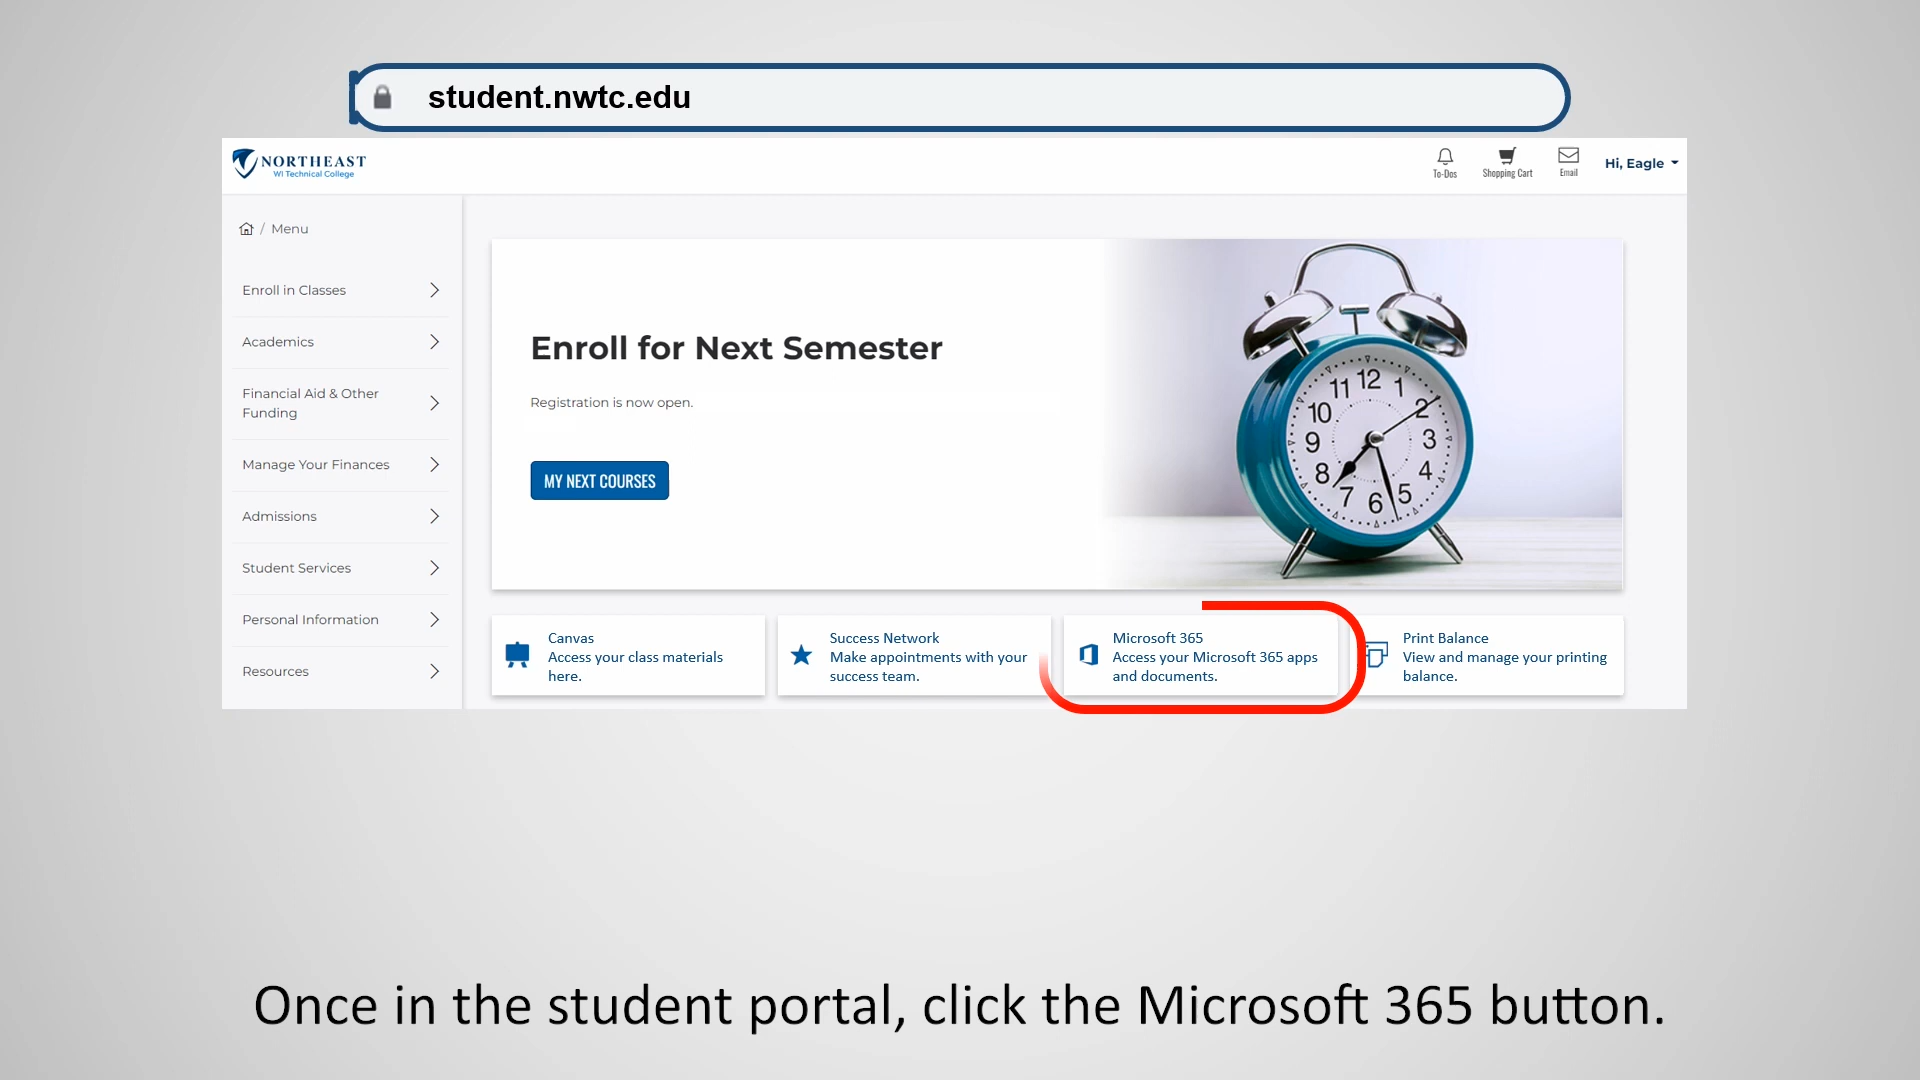 student.nwtc.edu
NORTHEAST
WI Technical College
To-Dos
Shopping Cart
Email
Hi, Eagle
/ Menu
Enroll in Classes
Academics
Financial Aid & Other
Funding
Manage Your Finances
Admissions
Student Services
Personal Information
Resources
Enroll for Next Semester
Registration is now open.
MY NEXT COURSES
12
1
2
3
4
5
6
7
8
9
10
11
Canvas
Access your class materials
here.
Success Network
Make appointments with your
success team.
Microsoft 365
Access your Microsoft 365 apps
and documents.
Print Balance
View and manage your printing
balance.
Once in the student portal, click the Microsoft 365 button.